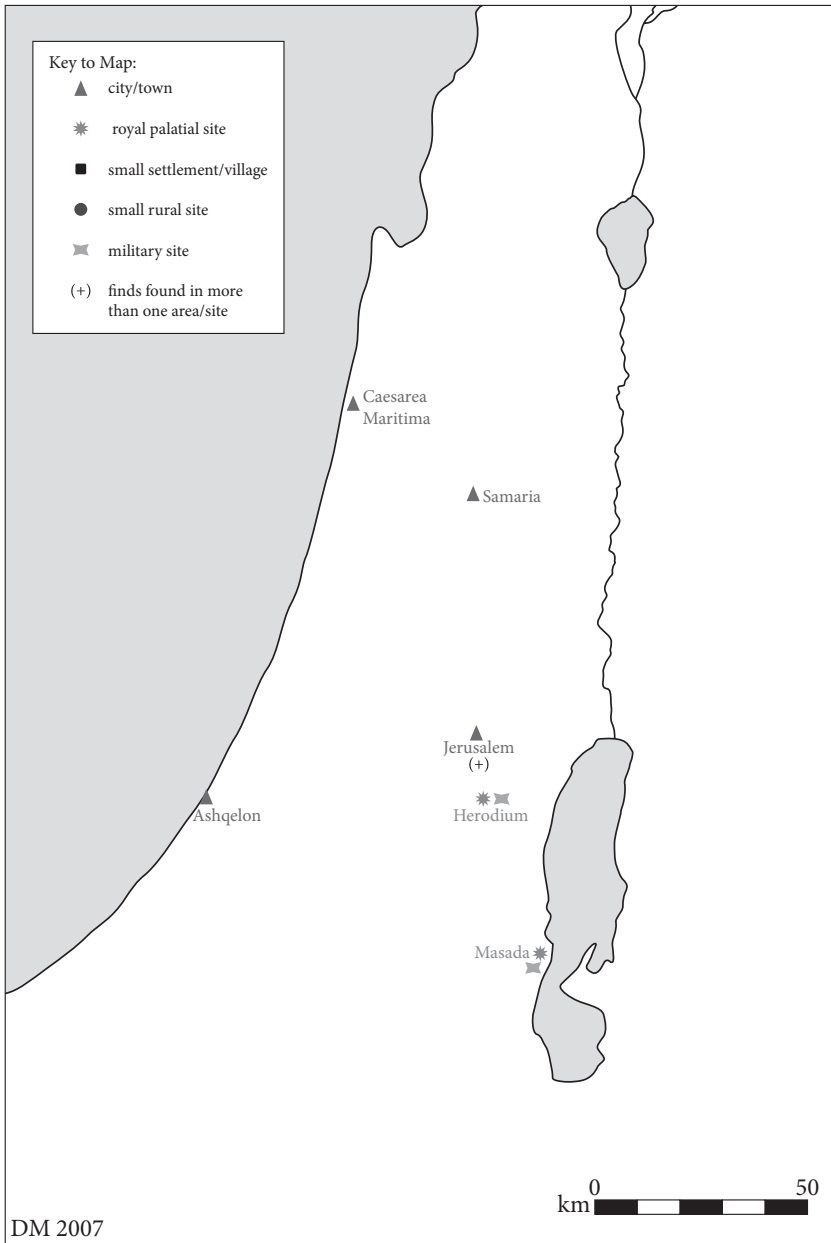 Key to Map:
city/town
royal palatial site
small settlement/village
small rural site
military site
(+) finds found in more
than one area/site
Caesarea
Maritima
Samaria
Jerusalem
(+)
Ashqelon
Herodium
Masada
0 50
km
DM 2007